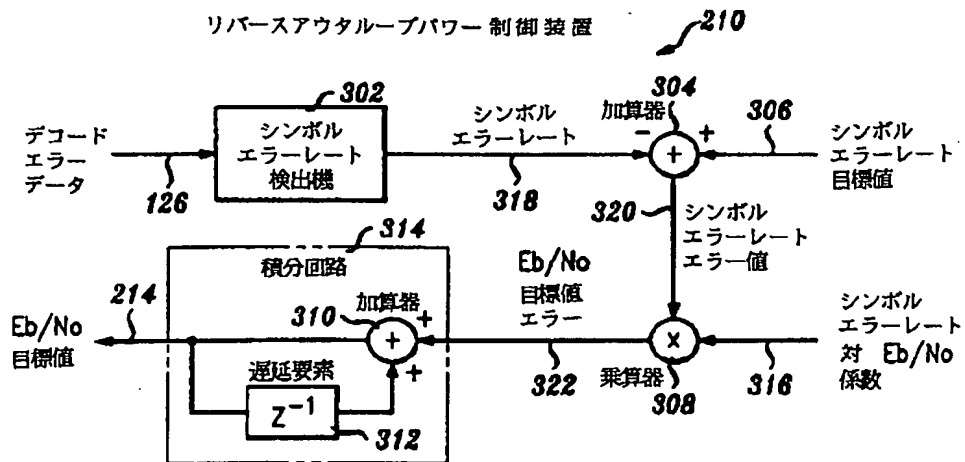 リバースアウタループパワー制御装置
210
302
304
加算器
306
デコード
エラー
データ
126
シンボル
エラーレート
検出機
シンボル
エラーレート
318
－
+
+
シンボル
エラーレート
目標値
320
シンボル
エラーレート
エラー値
314
積分回路
Eb/No
目標値
エラー
214
Eb/No
目標値
310
加算器
+
+
+
322
×
乗算器
308
316
シンボル
エラーレート
対 Eb/No
係数
遅延要素
Z⁻¹
312